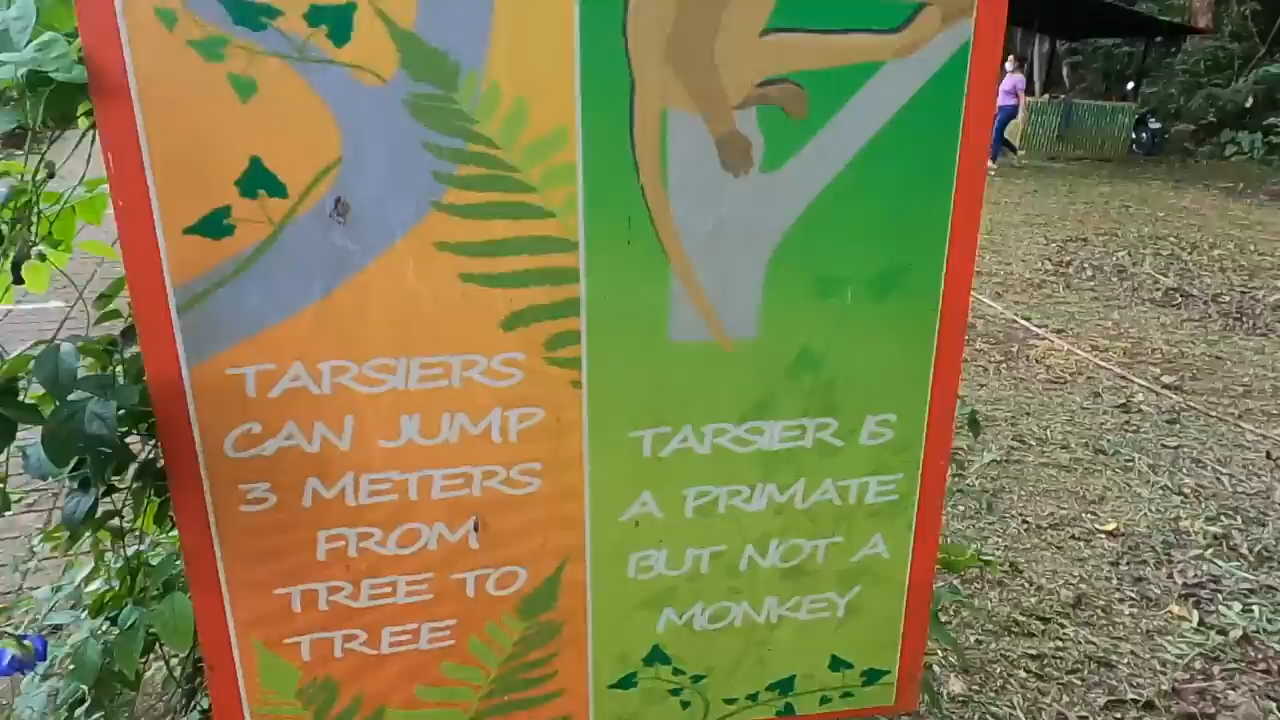 TARSIERS
CAN JUMP
3 METERS
FROM
TREE TO
TREE
TARSIER IS
A PRIMATE
BUT NOT A
MONKEY